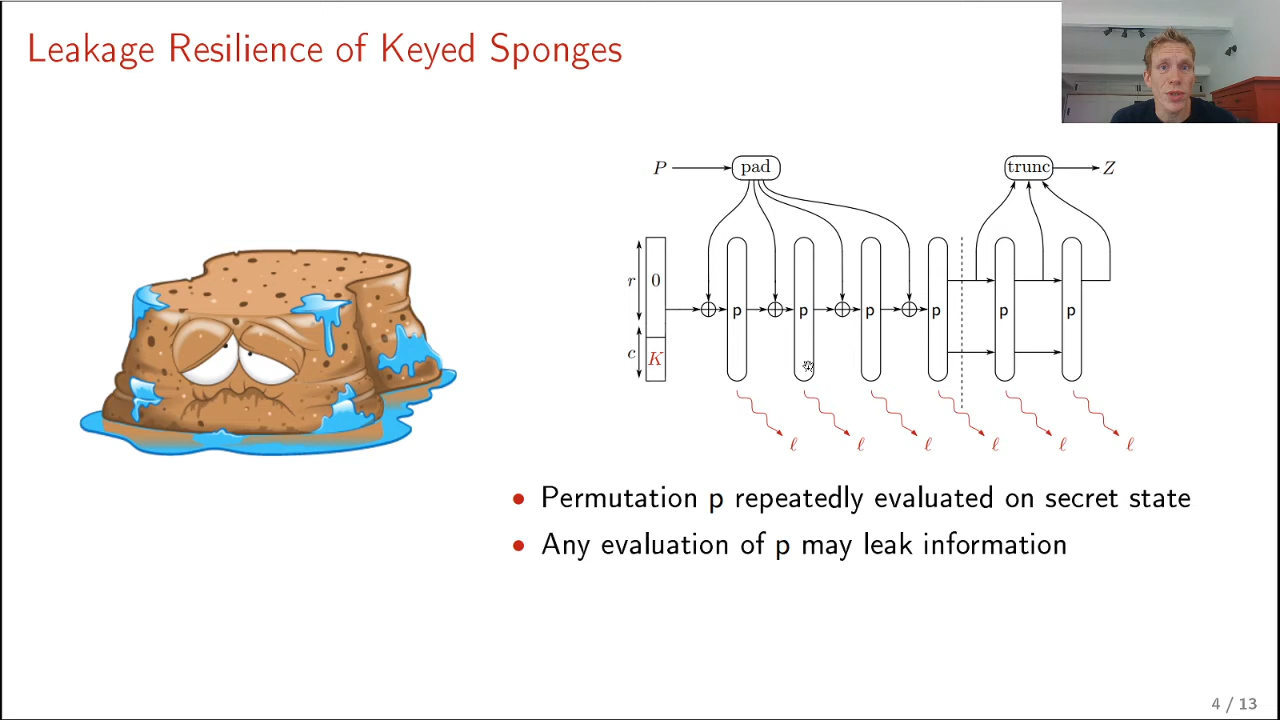 Leakage Resilience of Keyed Sponges
P pad trunc Z
r 0
p p p p p p
c K
ℓ ℓ ℓ ℓ ℓ ℓ
• Permutation p repeatedly evaluated on secret state
• Any evaluation of p may leak information
4 / 13